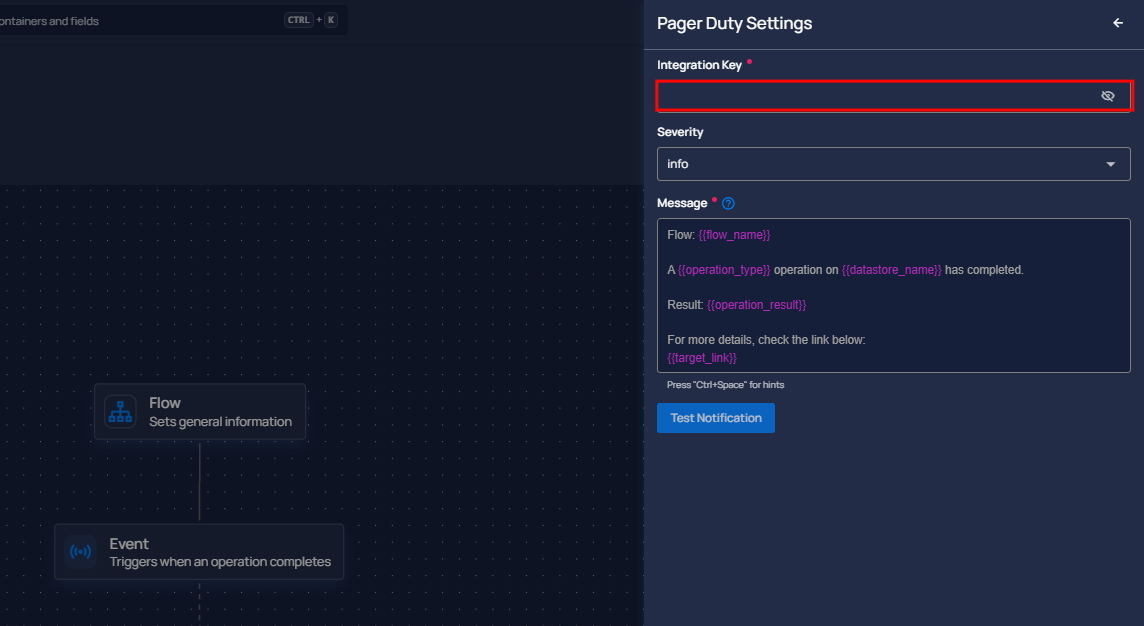 containers and fields
CTRL + K
Pager Duty Settings
Integration Key *
Severity
info
Message *
Flow: {{flow_name}}
A {{operation_type}} operation on {{datastore_name}} has completed.
Result: {{operation_result}}
For more details, check the link below:
{{target_link}}
Press "Ctrl+Space" for hints
Test Notification
Flow
Sets general information
Event
Triggers when an operation completes